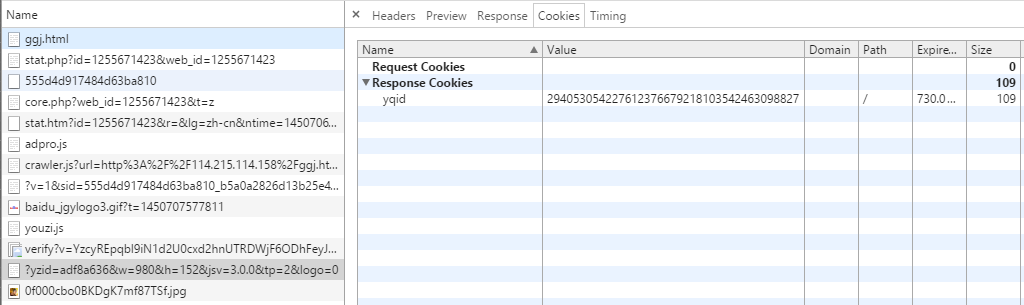 Name
ggj.html
stat.php?id=1255671423&web_id=1255671423
555d4d917484d63ba810
core.php?web_id=1255671423&t=z
stat.htm?id=1255671423&r=&lg=zh-cn&ntime=1450706...
adpro.js
crawler.js?url=http%3A%2F%2F114.215.114.158%2Fggj.ht...
?v=1&sid=555d4d917484d63ba810_b5a0a2826d13b25e4...
baidu_jgylogo3.gif?t=1450707577811
youzi.js
verify?v=YzcyREpqbI9iN1d2U0cxd2hnUTRDWjF6ODhFeyJ...
?yzid=adf8a636&w=980&h=152&jsv=3.0.0&tp=2&logo=0
0f000cbo0BKDgK7mf87TSf.jpg
× Headers Preview Response Cookies Timing
Name Value Domain Path Expire... Size
Request Cookies 0
Response Cookies 109
yqid 29405305422761237667921810354246309​8827 / 730.0... 109